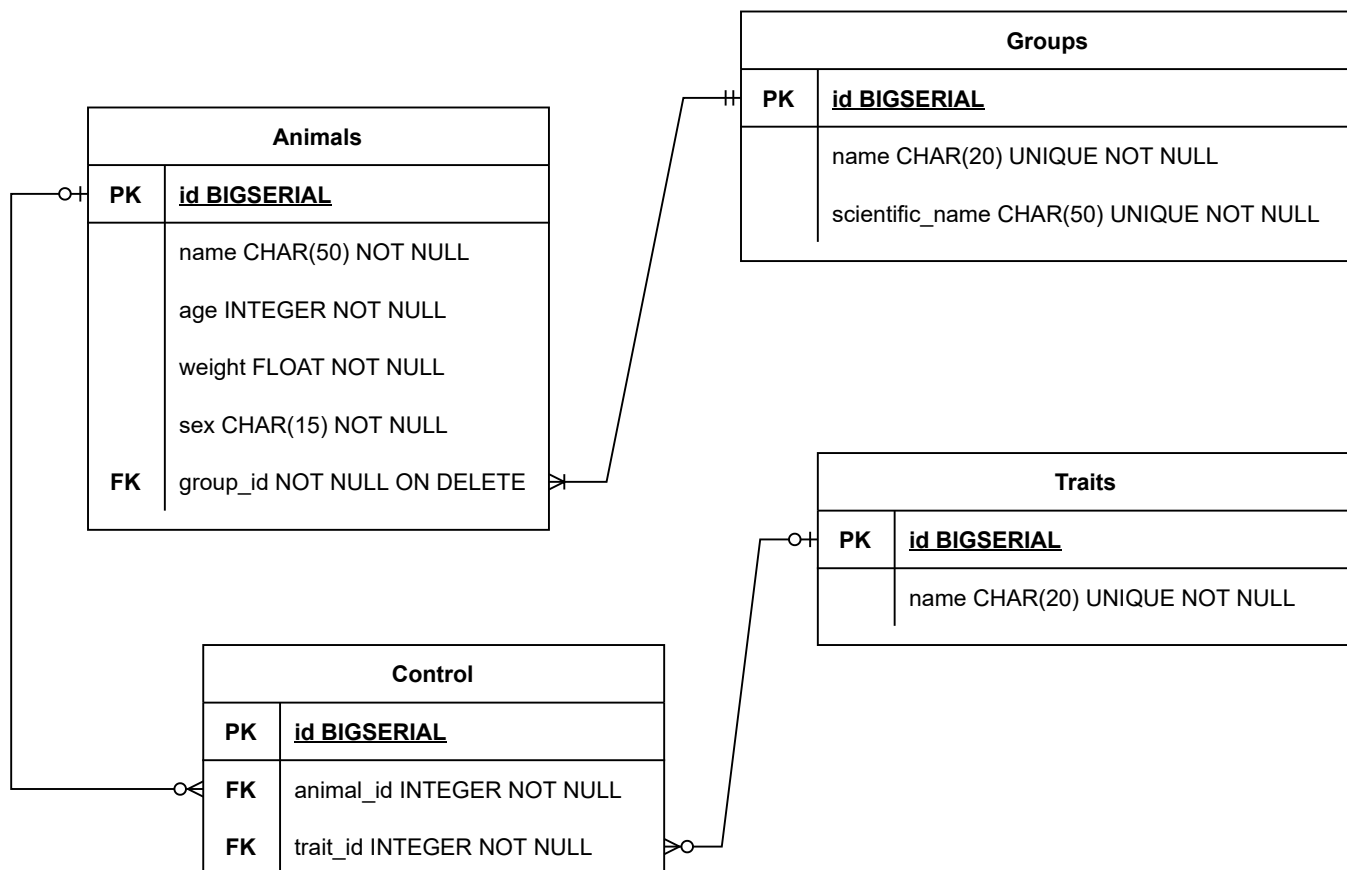 Groups
PK id BIGSERIAL
name CHAR(20) UNIQUE NOT NULL
scientific_name CHAR(50) UNIQUE NOT NULL
Animals
PK id BIGSERIAL
name CHAR(50) NOT NULL
age INTEGER NOT NULL
weight FLOAT NOT NULL
sex CHAR(15) NOT NULL
FK group_id NOT NULL ON DELETE
Traits
PK id BIGSERIAL
name CHAR(20) UNIQUE NOT NULL
Control
PK id BIGSERIAL
FK animal_id INTEGER NOT NULL
FK trait_id INTEGER NOT NULL